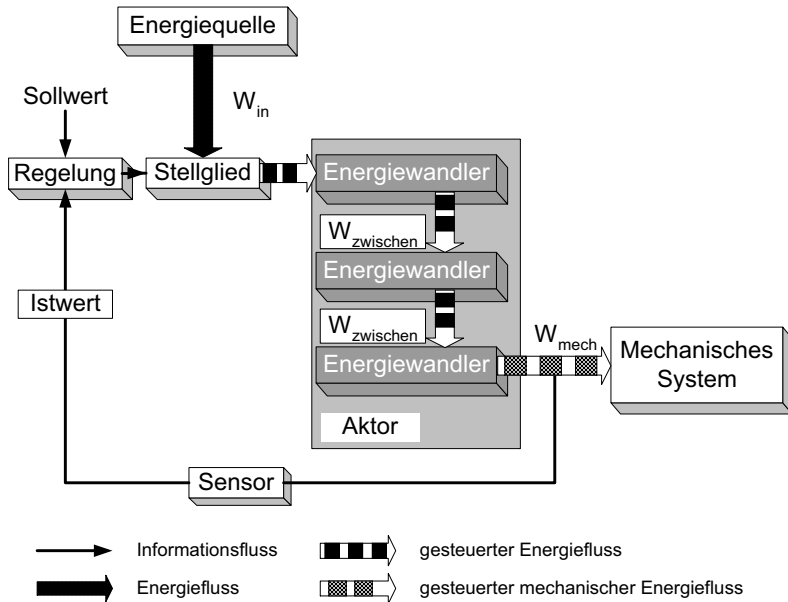 Energiequelle
W_in
Sollwert
Regelung
Stellglied
Energiewandler
W_zwischen
Energiewandler
W_zwischen
Energiewandler
W_mech
Mechanisches
System
Istwert
Aktor
Sensor
Informationsfluss
gesteuerter Energiefluss
Energiefluss
gesteuerter mechanischer Energiefluss